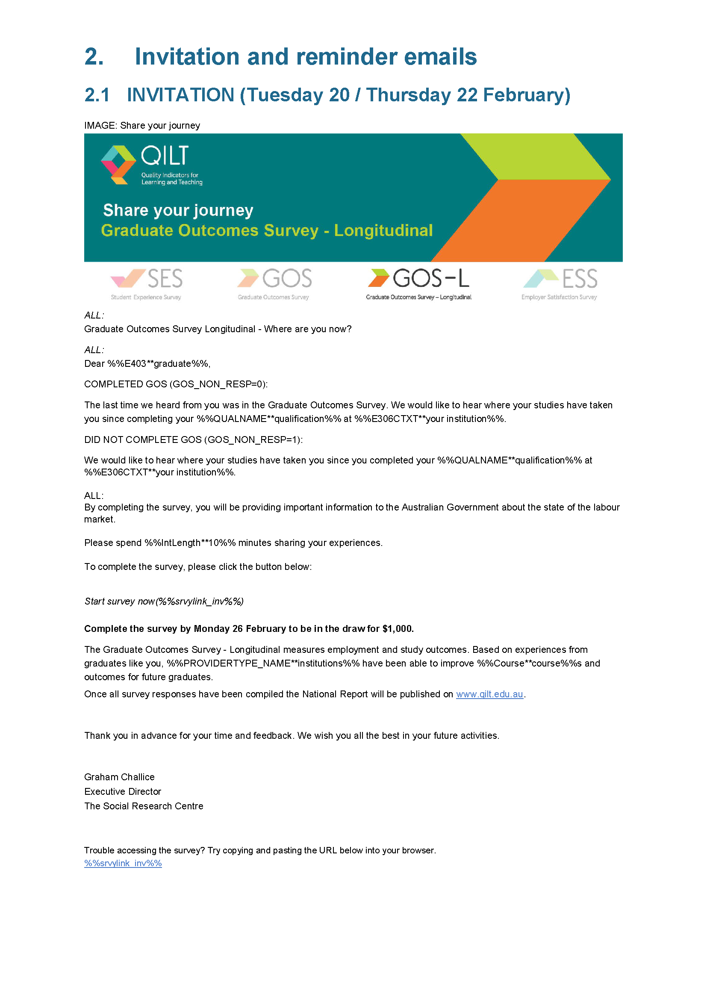 2. Invitation and reminder emails
2.1 INVITATION (Tuesday 20 / Thursday 22 February)
IMAGE: Share your journey
QILT
Quality Indicators for
Learning and Teaching
Share your journey
Graduate Outcomes Survey - Longitudinal
SES
Student Experience Survey
GOS
Graduate Outcomes Survey
GOS-L
Graduate Outcomes Survey – Longitudinal
ESS
Employer Satisfaction Survey
ALL:
Graduate Outcomes Survey Longitudinal - Where are you now?
ALL:
Dear %%E403**graduate%%,
COMPLETED GOS (GOS_NON_RESP=0):
The last time we heard from you was in the Graduate Outcomes Survey. We would like to hear where your studies have taken
you since completing your %%QUALNAME**qualification%% at %%E306CTXT**your institution%%.
DID NOT COMPLETE GOS (GOS_NON_RESP=1):
We would like to hear where your studies have taken you since you completed your %%QUALNAME**qualification%% at
%%E306CTXT**your institution%%.
ALL:
By completing the survey, you will be providing important information to the Australian Government about the state of the labour
market.
Please spend %%IntLength**10%% minutes sharing your experiences.
To complete the survey, please click the button below:
Start survey now(%%srvylink_inv%%)
Complete the survey by Monday 26 February to be in the draw for $1,000.
The Graduate Outcomes Survey - Longitudinal measures employment and study outcomes. Based on experiences from
graduates like you, %%PROVIDERTYPE_NAME**institutions%% have been able to improve %%Course**course%%s and
outcomes for future graduates.
Once all survey responses have been compiled the National Report will be published on www.qilt.edu.au.
Thank you in advance for your time and feedback. We wish you all the best in your future activities.
Graham Challice
Executive Director
The Social Research Centre
Trouble accessing the survey? Try copying and pasting the URL below into your browser.
%%srvylink_inv%%